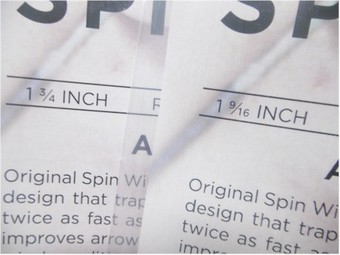 SPI
1 3/4 INCH
A
Original Spin Wi
design that trap
twice as fast as
improves arrow
SP
1 9/16 INCH
A
Original Spin Wi
design that trap
twice as fast as